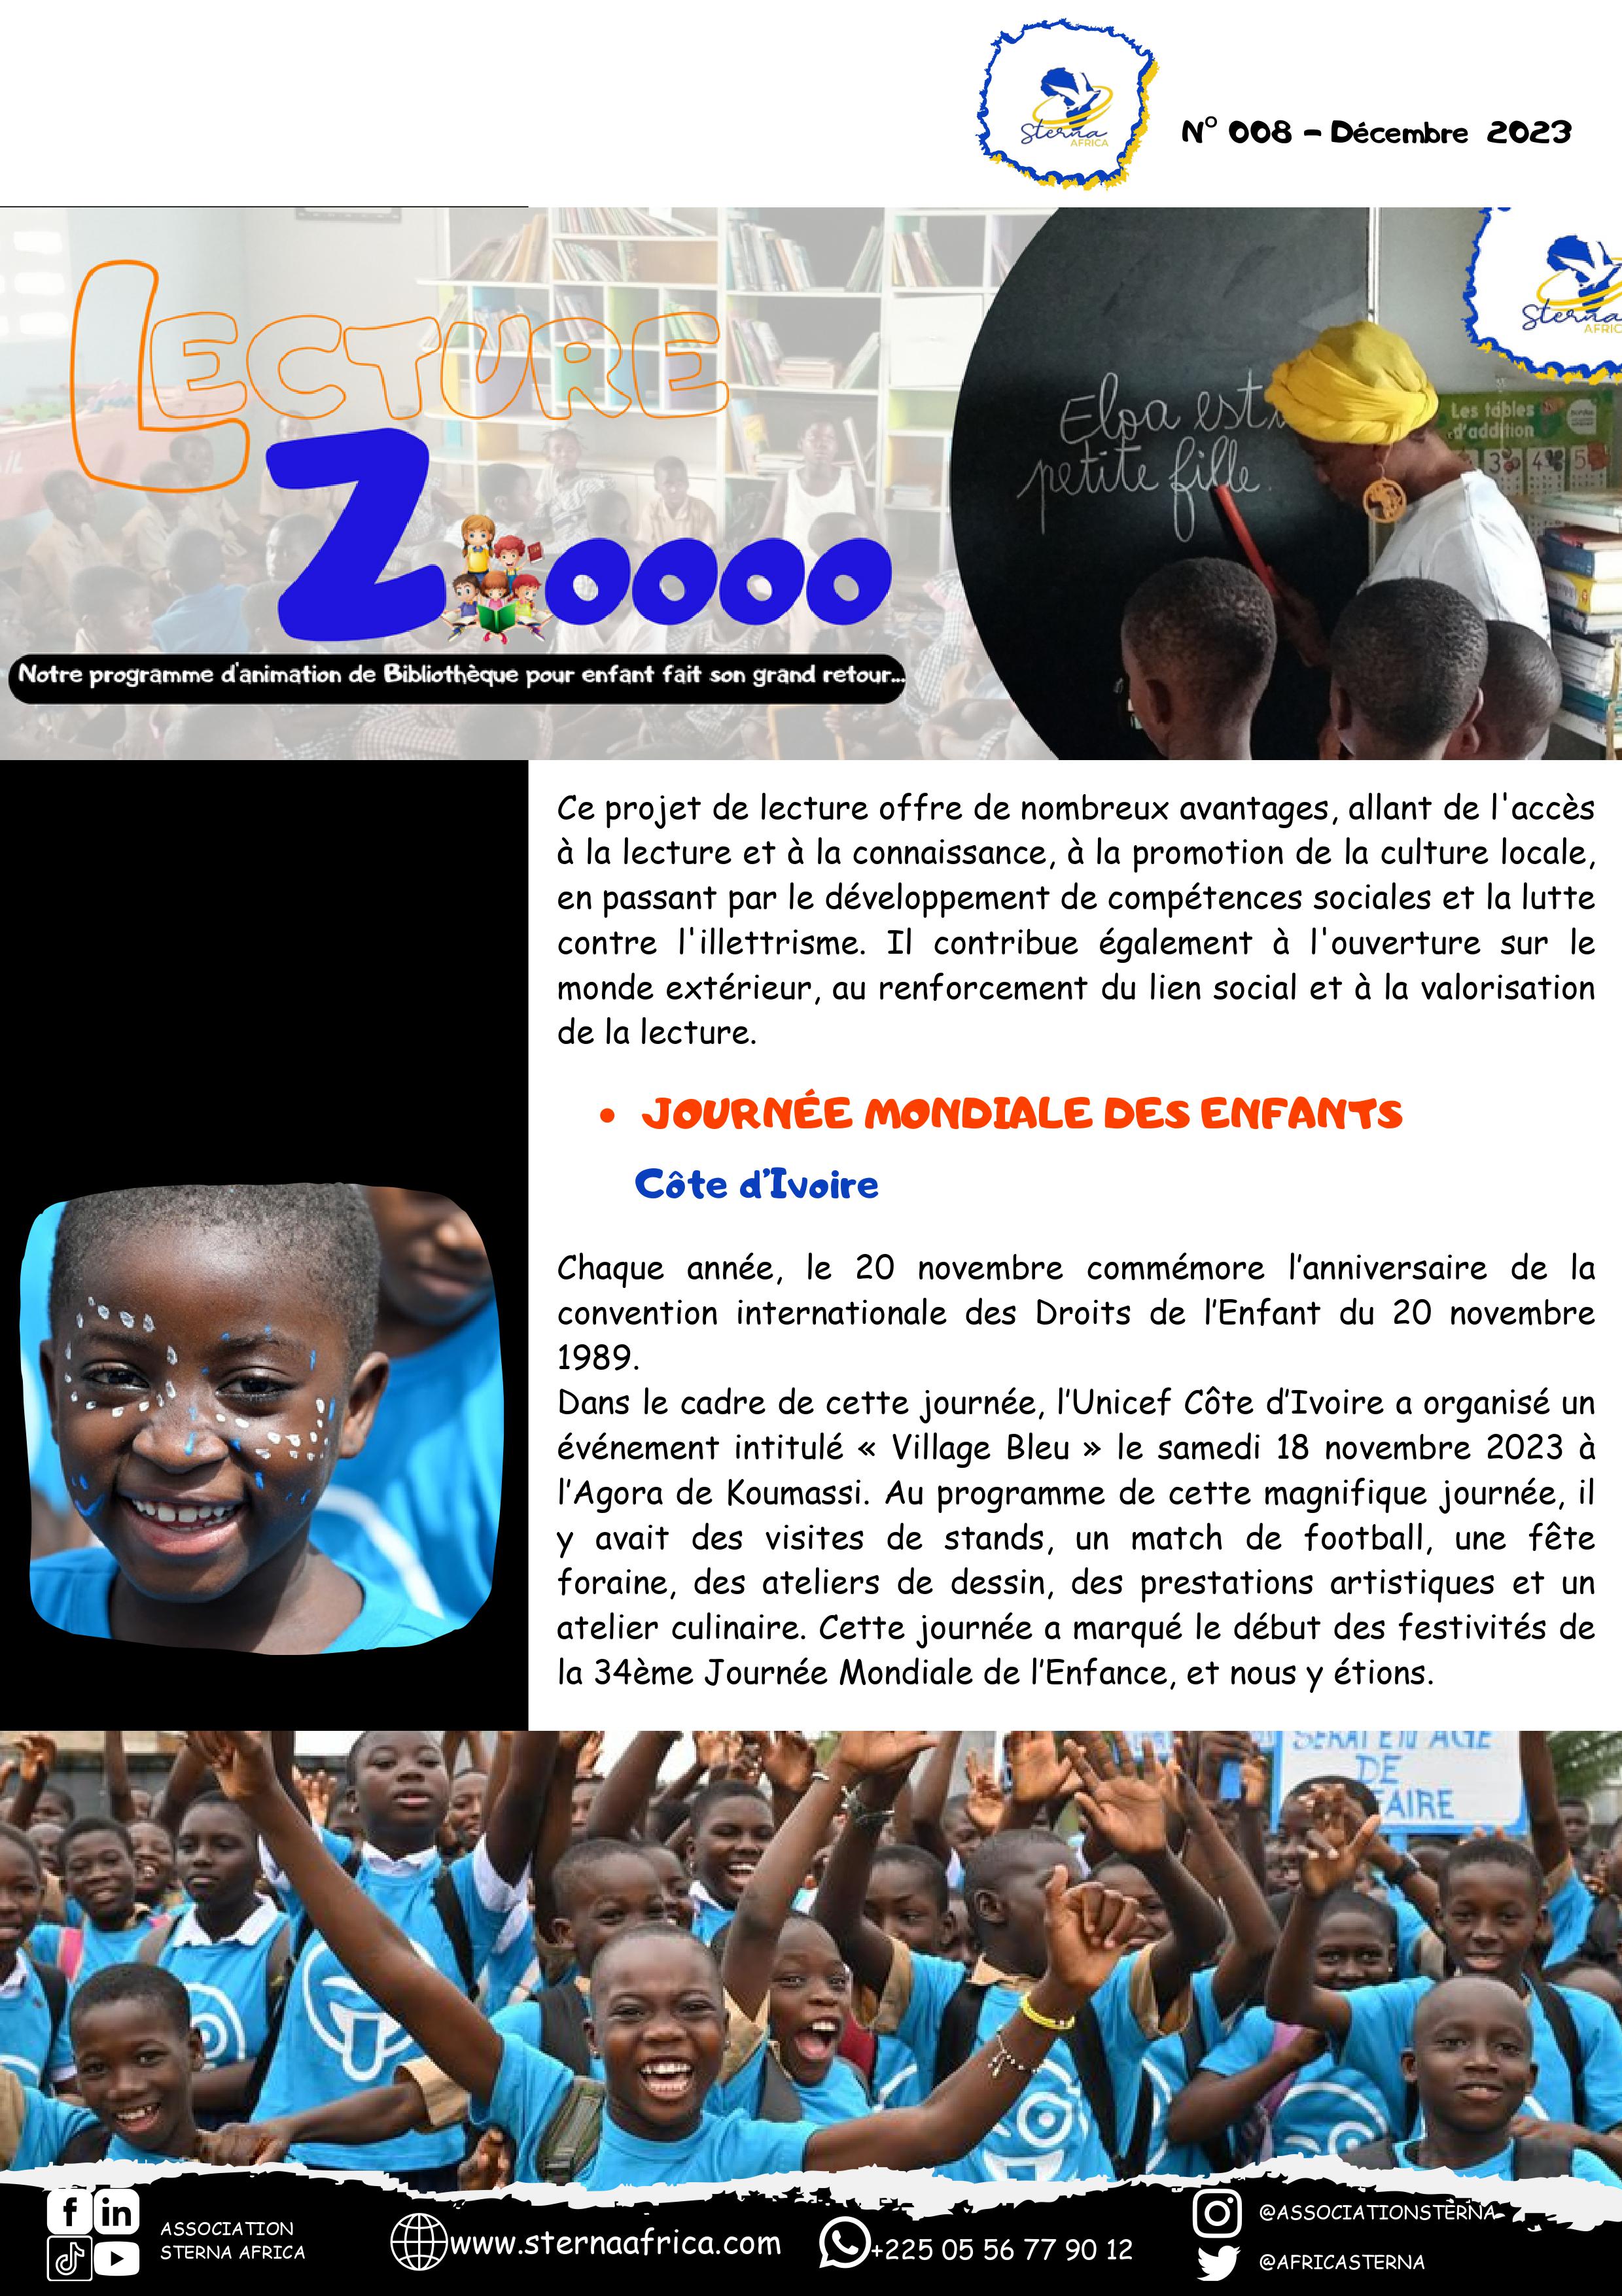 Sterna
AFRICA
N° 008 - Décembre 2023
LECTURE
Zoooo
Notre programme d'animation de Bibliothèque pour enfant fait son grand retour...
Eloa est
petite fille.
Les tables
d'addition
3 4 5
Sterna
AFRIC
Ce projet de lecture offre de nombreux avantages, allant de l'accès
à la lecture et à la connaissance, à la promotion de la culture locale,
en passant par le développement de compétences sociales et la lutte
contre l'illettrisme. Il contribue également à l'ouverture sur le
monde extérieur, au renforcement du lien social et à la valorisation
de la lecture.
• JOURNÉE MONDIALE DES ENFANTS
Côte d'Ivoire
Chaque année, le 20 novembre commémore l'anniversaire de la
convention internationale des Droits de l'Enfant du 20 novembre
1989.
Dans le cadre de cette journée, l'Unicef Côte d'Ivoire a organisé un
événement intitulé « Village Bleu » le samedi 18 novembre 2023 à
l'Agora de Koumassi. Au programme de cette magnifique journée, il
y avait des visites de stands, un match de football, une fête
foraine, des ateliers de dessin, des prestations artistiques et un
atelier culinaire. Cette journée a marqué le début des festivités de
la 34ème Journée Mondiale de l'Enfance, et nous y étions.
SERAI EN AGE
DE
FAIRE
ASSOCIATION
STERNA AFRICA
www.sternaafrica.com
+225 05 56 77 90 12
@ASSOCIATIONSTERNA
@AFRICASTERNA